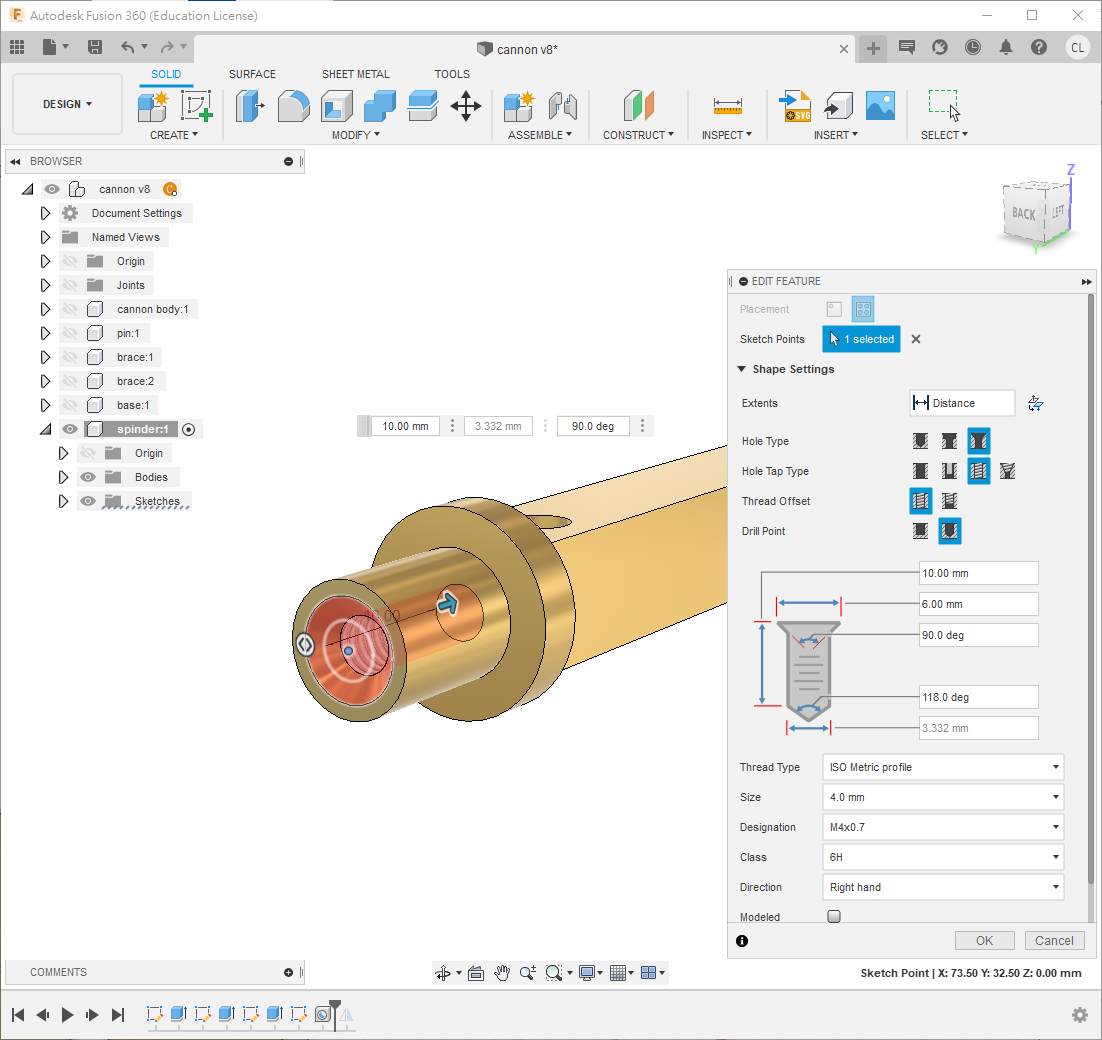 Autodesk Fusion 360 (Education License)
cannon v8*
CL
DESIGN
SOLID SURFACE SHEET METAL TOOLS
CREATE MODIFY ASSEMBLE CONSTRUCT INSPECT INSERT SELECT
SVG
BROWSER
cannon v8
Document Settings
Named Views
Origin
Joints
cannon body:1
pin:1
brace:1
brace:2
base:1
spinder:1
Origin
Bodies
Sketches
Z
BACK LEFT
Y
10.00 mm 3.332 mm 90.0 deg
EDIT FEATURE
Placement
Sketch Points 1 selected
Shape Settings
Extents Distance
Hole Type
Hole Tap Type
Thread Offset
Drill Point
10.00 mm
6.00 mm
90.0 deg
118.0 deg
3.332 mm
Thread Type ISO Metric profile
Size 4.0 mm
Designation M4x0.7
Class 6H
Direction Right hand
Modeled
OK Cancel
COMMENTS
Sketch Point | X: 73.50 Y: 32.50 Z: 0.00 mm